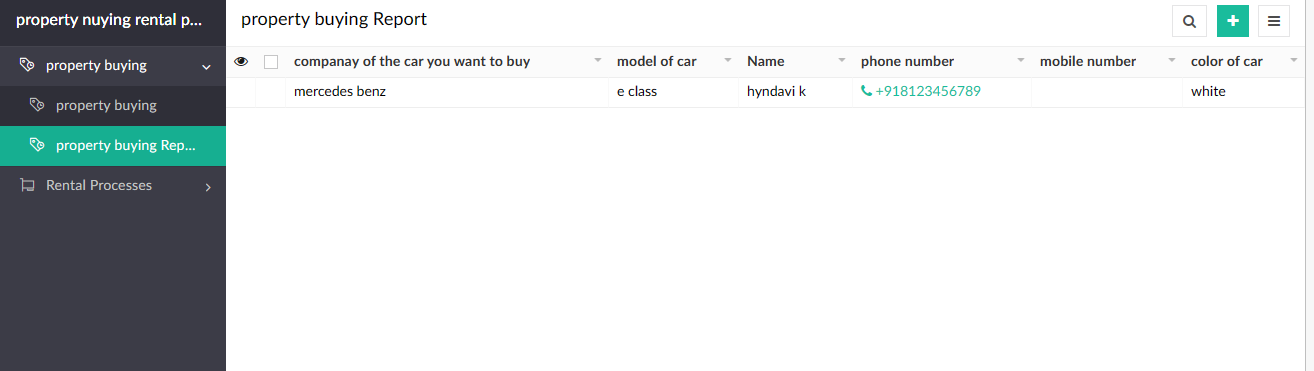 property nuying rental p...
property buying
property buying
property buying Rep...
Rental Processes
property buying Report
companay of the car you want to buy model of car Name phone number mobile number color of car
mercedes benz e class hyndavi k +918123456789 white